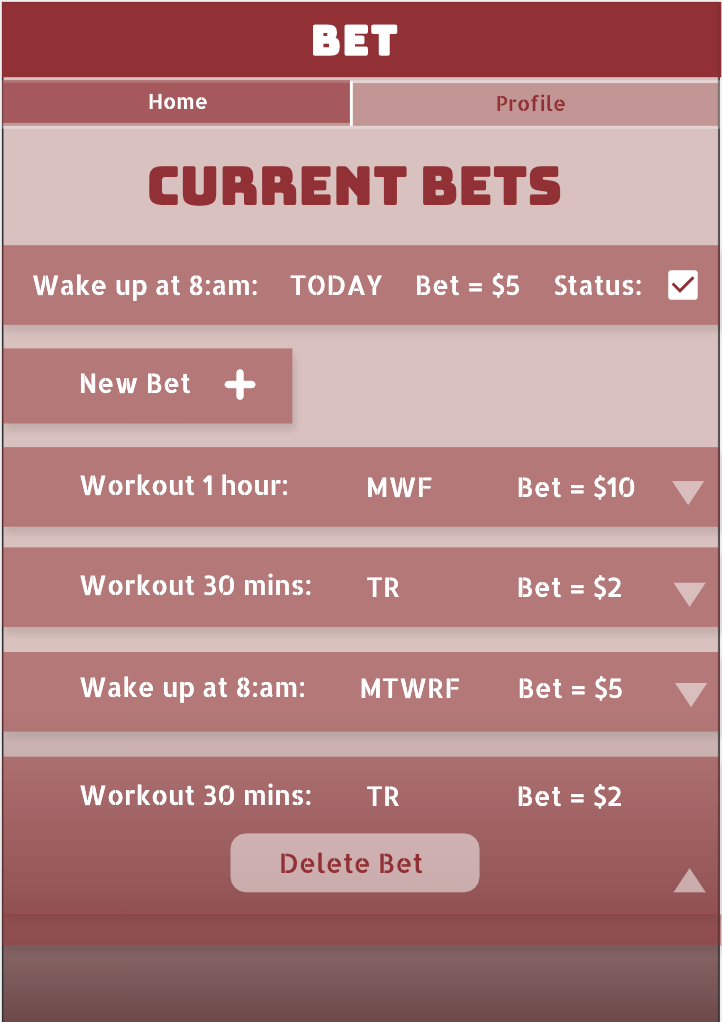 BET
Home Profile
CURRENT BETS
Wake up at 8:am: TODAY Bet = $5 Status:
New Bet
Workout 1 hour: MWF Bet = $10
Workout 30 mins: TR Bet = $2
Wake up at 8:am: MTWRF Bet = $5
Workout 30 mins: TR Bet = $2
Delete Bet